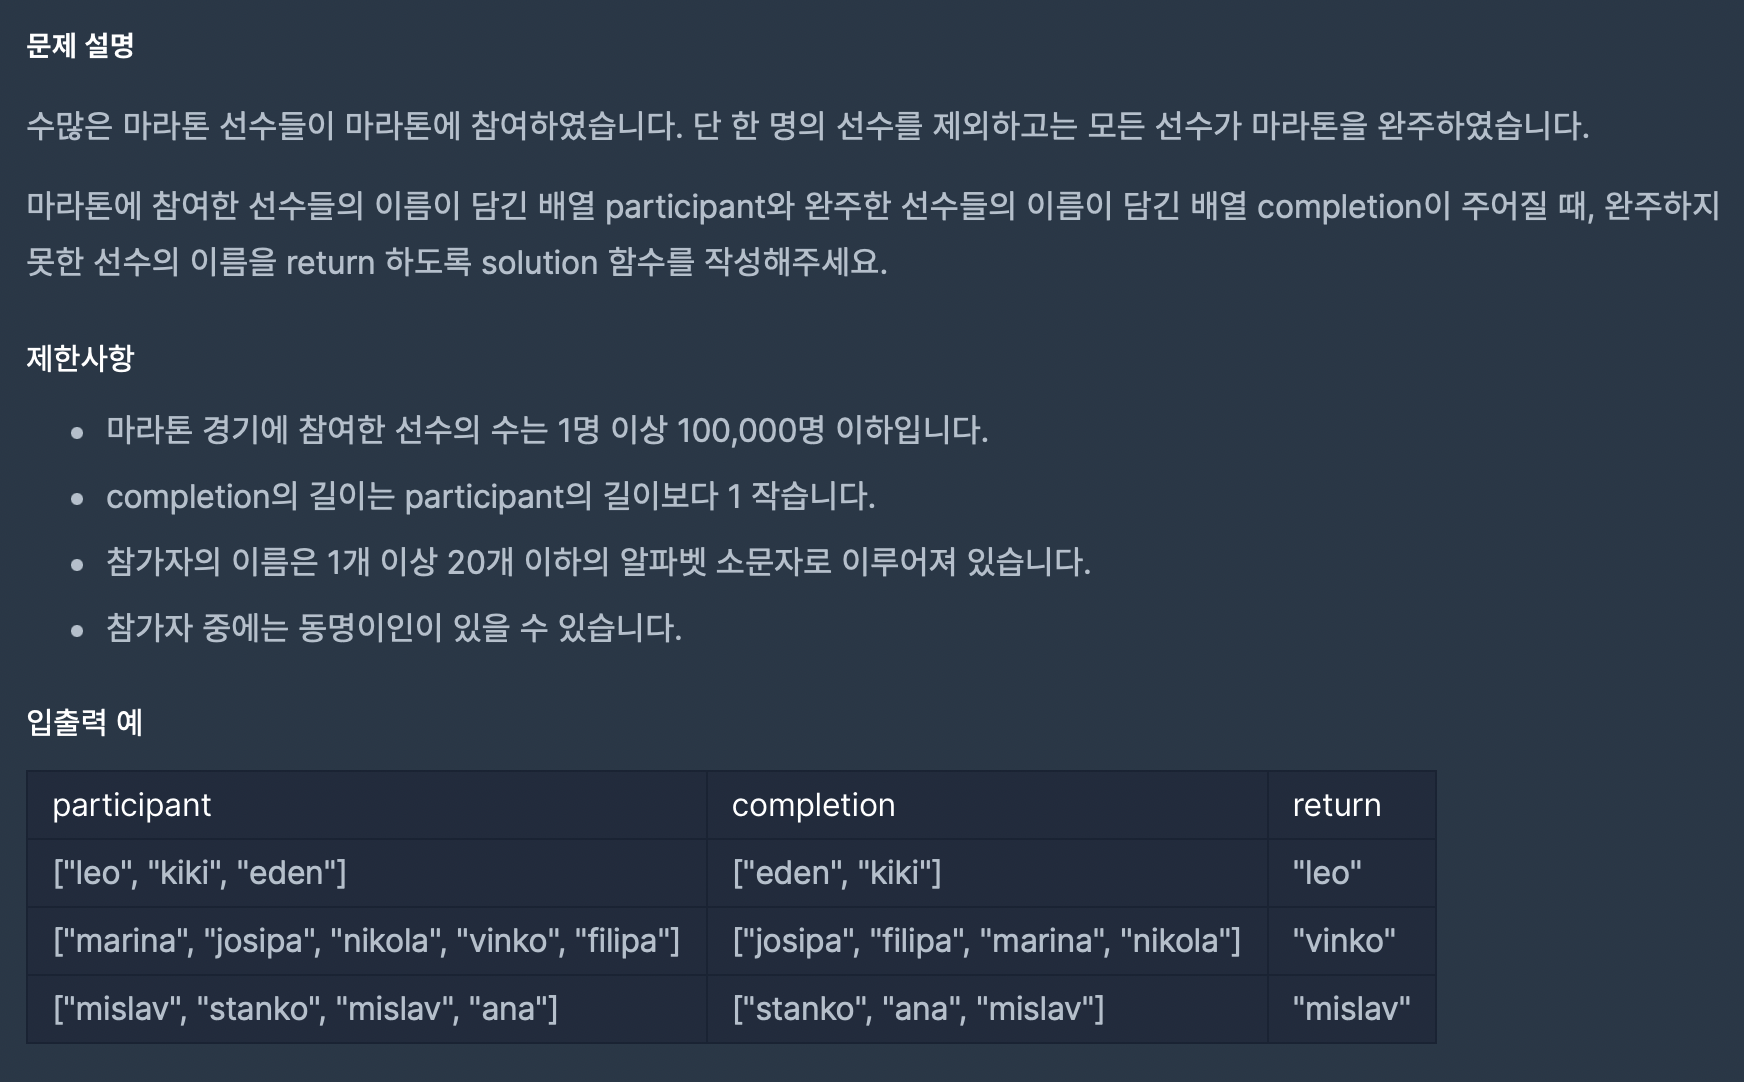 문제 설명
수많은 마라톤 선수들이 마라톤에 참여하였습니다. 단 한 명의 선수를 제외하고는 모든 선수가 마라톤을 완주하였습니다.
마라톤에 참여한 선수들의 이름이 담긴 배열 participant와 완주한 선수들의 이름이 담긴 배열 completion이 주어질 때, 완주하지
못한 선수의 이름을 return 하도록 solution 함수를 작성해주세요.
제한사항
• 마라톤 경기에 참여한 선수의 수는 1명 이상 100,000명 이하입니다.
• completion의 길이는 participant의 길이보다 1 작습니다.
• 참가자의 이름은 1개 이상 20개 이하의 알파벳 소문자로 이루어져 있습니다.
• 참가자 중에는 동명이인이 있을 수 있습니다.
입출력 예
participant completion return
["leo", "kiki", "eden"] ["eden", "kiki"] "leo"
["marina", "josipa", "nikola", "vinko", "filipa"] ["josipa", "filipa", "marina", "nikola"] "vinko"
["mislav", "stanko", "mislav", "ana"] ["stanko", "ana", "mislav"] "mislav"